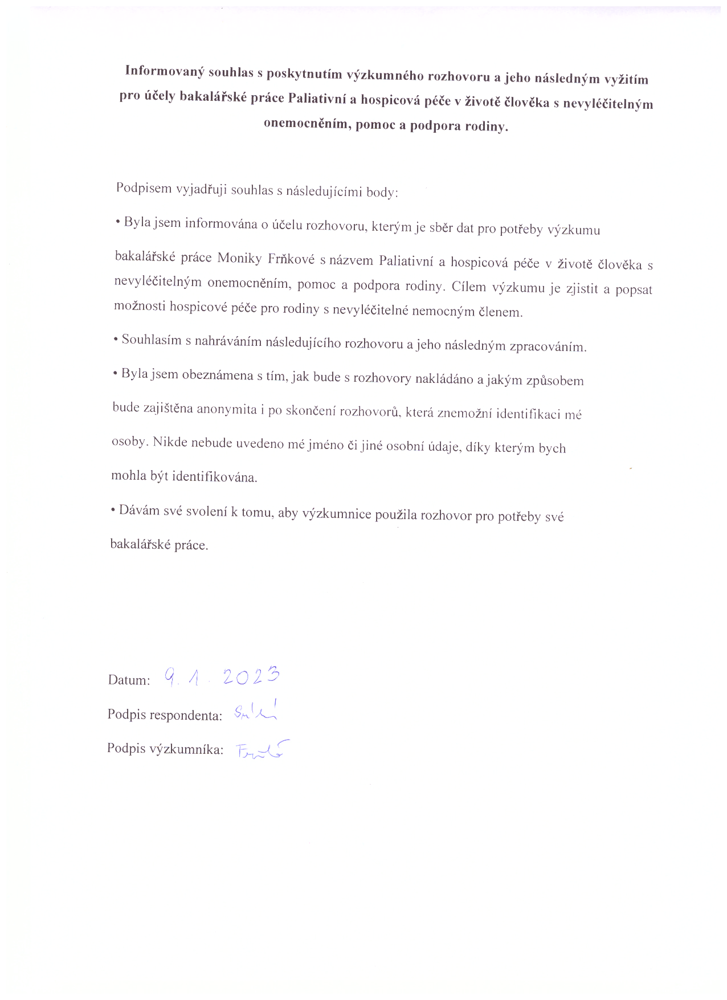 Informovaný souhlas s poskytnutím výzkumného rozhovoru a jeho následným vyžitím
pro účely bakalářské práce Paliativní a hospicová péče v životě člověka s nevyléčitelným
onemocněním, pomoc a podpora rodiny.
Podpisem vyjadřuji souhlas s následujícími body:
• Byla jsem informována o účelu rozhovoru, kterým je sběr dat pro potřeby výzkumu
bakalářské práce Moniky Frňkové s názvem Paliativní a hospicová péče v životě člověka s
nevyléčitelným onemocněním, pomoc a podpora rodiny. Cílem výzkumu je zjistit a popsat
možnosti hospicové péče pro rodiny s nevyléčitelné nemocným členem.
• Souhlasím s nahráváním následujícího rozhovoru a jeho následným zpracováním.
• Byla jsem obeznámena s tím, jak bude s rozhovory nakládáno a jakým způsobem
bude zajištěna anonymita i po skončení rozhovorů, která znemožní identifikaci mé
osoby. Nikde nebude uvedeno mé jméno či jiné osobní údaje, díky kterým bych
mohla být identifikována.
• Dávám své svolení k tomu, aby výzkumnice použila rozhovor pro potřeby své
bakalářské práce.
Datum: 9. 1. 2023
Podpis respondenta:
Podpis výzkumníka: